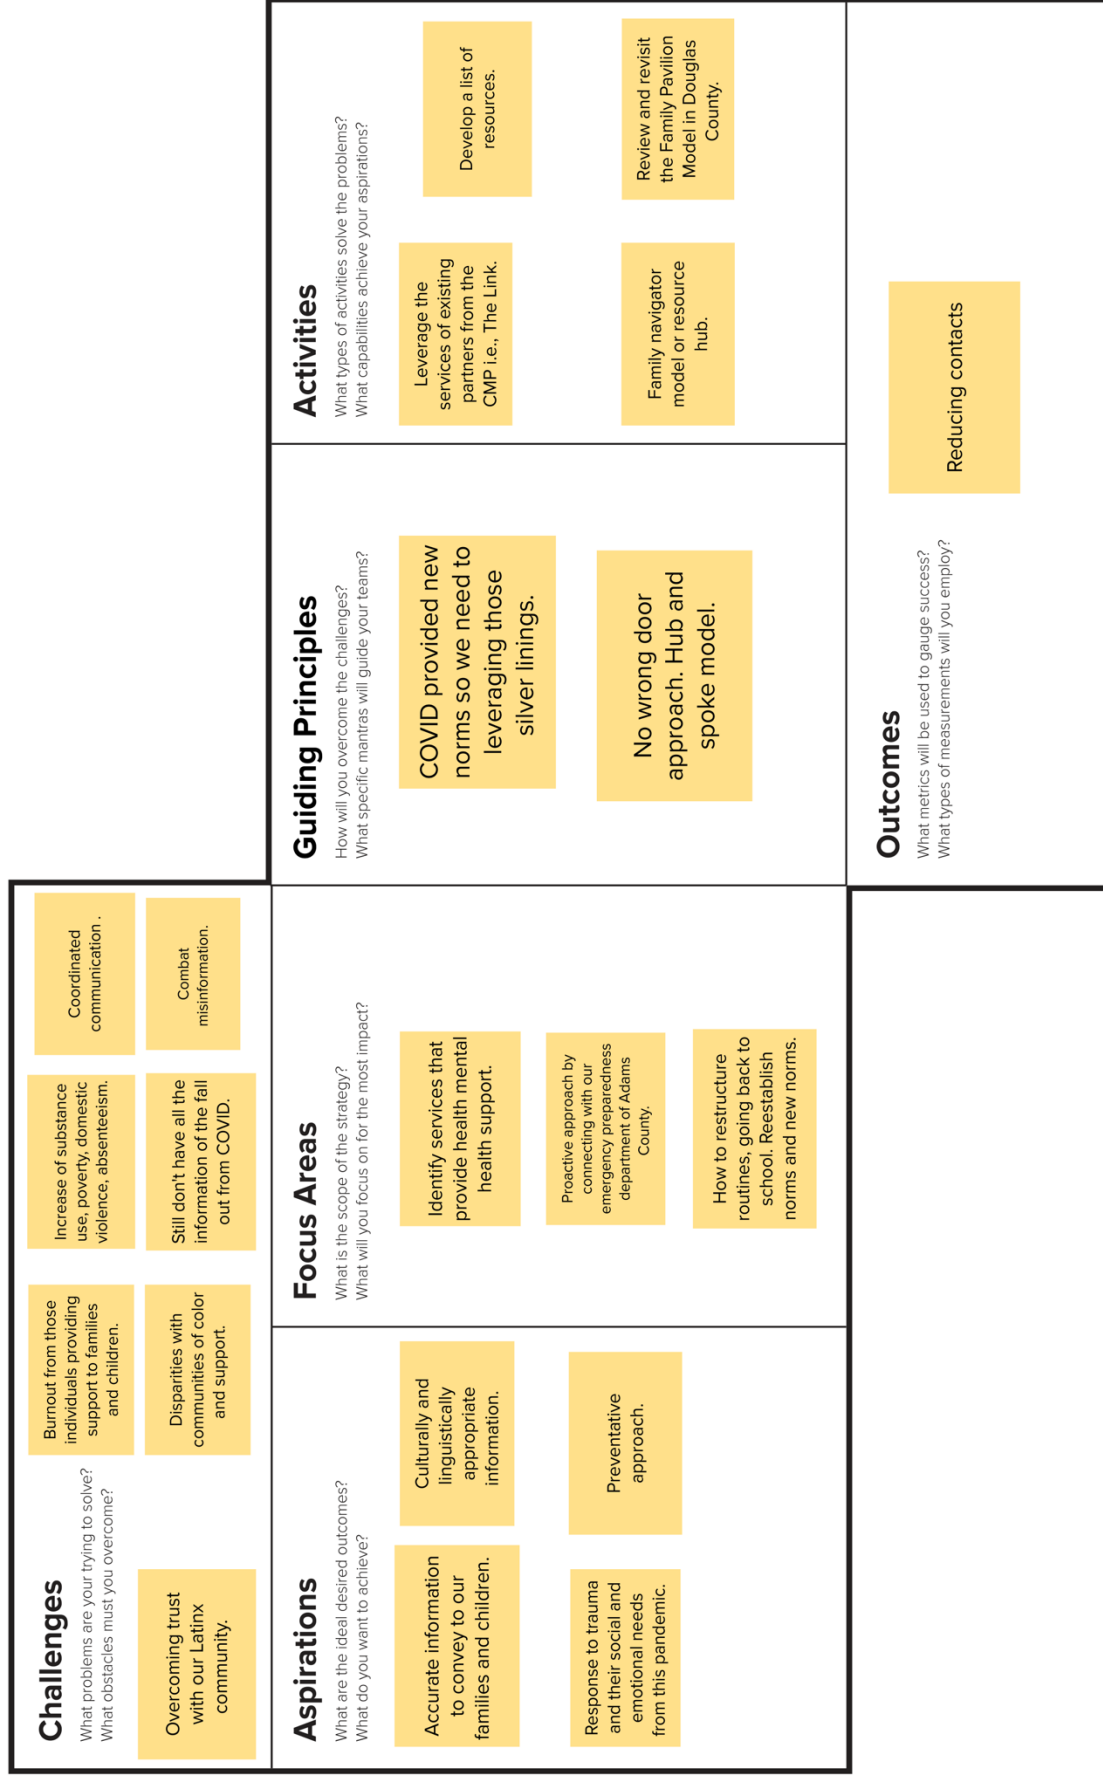 Challenges
What problems are your trying to solve?
What obstacles must you overcome?
Overcoming trust
with our Latinx
community.
Burnout from those
individuals providing
support to families
and children.
Disparities with
communities of color
and support.
Increase of substance
use, poverty, domestic
violence, absenteeism.
Still don't have all the
information of the fall
out from COVID.
Coordinated
communication .
Combat
misinformation.
Aspirations
What are the ideal desired outcomes?
What do you want to achieve?
Accurate information
to convey to our
families and children.
Culturally and
linguistically
appropriate
information.
Response to trauma
and their social and
emotional needs
from this pandemic.
Preventative
approach.
Focus Areas
What is the scope of the strategy?
What will you focus on for the most impact?
Identify services that
provide health mental
health support.
Proactive approach by
connecting with our
emergency preparedness
department of Adams
County.
How to restructure
routines, going back to
school. Reestablish
norms and new norms.
Guiding Principles
How will you overcome the challenges?
What specific mantras will guide your teams?
COVID provided new
norms so we need to
leveraging those
silver linings.
No wrong door
approach. Hub and
spoke model.
Activities
What types of activities solve the problems?
What capabilities achieve your aspirations?
Leverage the
services of existing
partners from the
CMP i.e., The Link.
Develop a list of
resources.
Family navigator
model or resource
hub.
Review and revisit
the Family Pavilion
Model in Douglas
County.
Outcomes
What metrics will be used to gauge success?
What types of measurements will you employ?
Reducing contacts